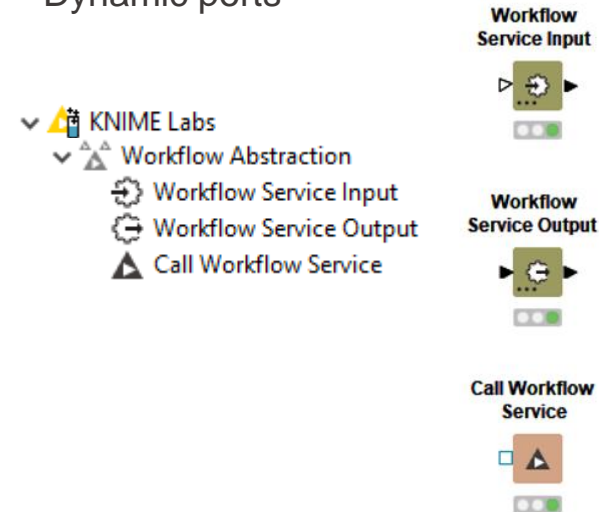 Dynamic ports
Workflow
Service Input
KNIME Labs
Workflow Abstraction
Workflow Service Input
Workflow Service Output
Call Workflow Service
Workflow
Service Output
Call Workflow
Service